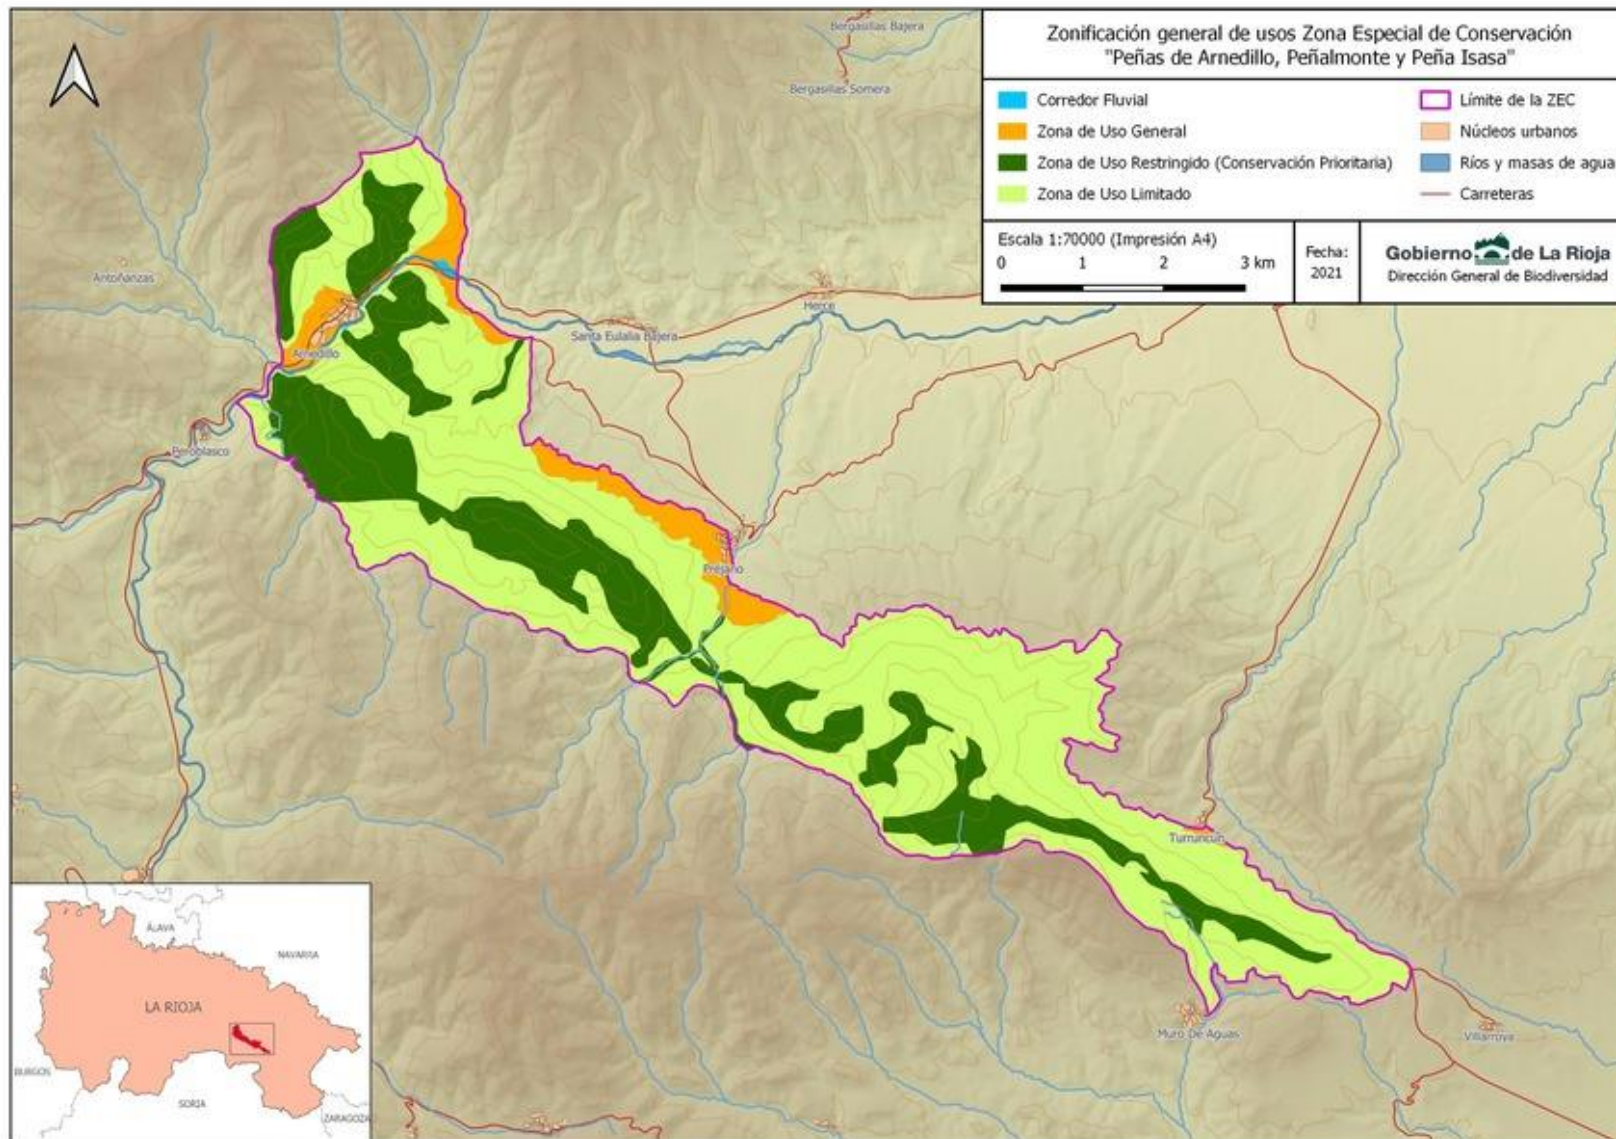 Zonificación general de usos Zona Especial de Conservación
"Peñas de Arnedillo, Peñalmonte y Peña Isasa"
Corredor Fluvial
Zona de Uso General
Zona de Uso Restringido (Conservación Prioritaria)
Zona de Uso Limitado
Límite de la ZEC
Núcleos urbanos
Ríos y masas de agua
Carreteras
Escala 1:70000 (Impresión A4)
0 1 2 3 km
Fecha:
2021
Gobierno de La Rioja
Dirección General de Biodiversidad
Bergasillas Bajera
Bergasillas Somera
Antoñanzas
Herce
Santa Eulalia Bajera
Arnedillo
Peroblasco
Préjano
Turruncún
Muro De Aguas
Villarroya
ÁLAVA
NAVARRA
LA RIOJA
BURGOS
SORIA
ZARAGOZA